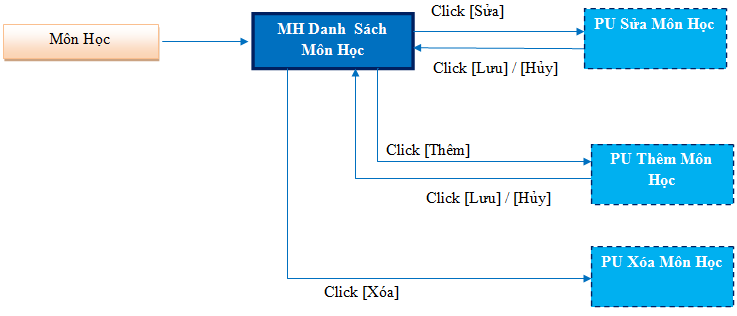 Click [Sửa]
Môn Học
MH Danh Sách
Môn Học
PU Sửa Môn Học
Click [Lưu] / [Hủy]
Click [Thêm]
PU Thêm Môn
Học
Click [Lưu] / [Hủy]
PU Xóa Môn Học
Click [Xóa]